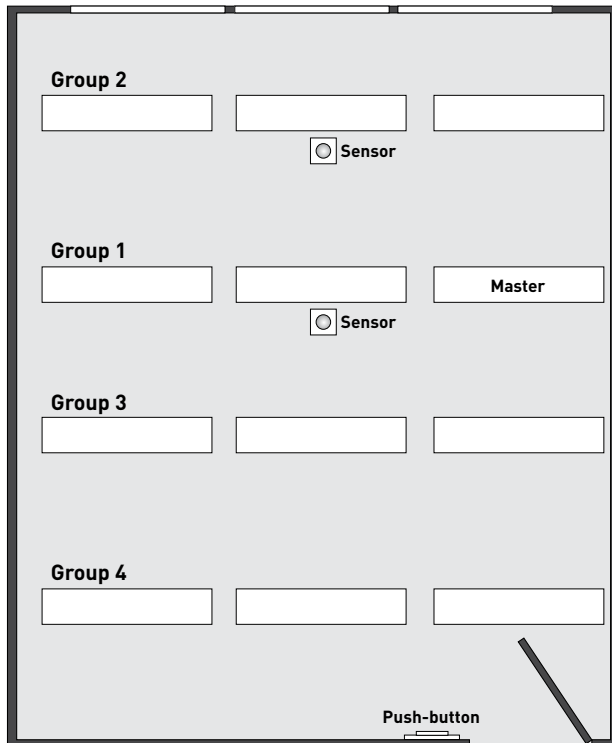 Group 2
Sensor
Group 1
Master
Sensor
Group 3
Group 4
Push-button